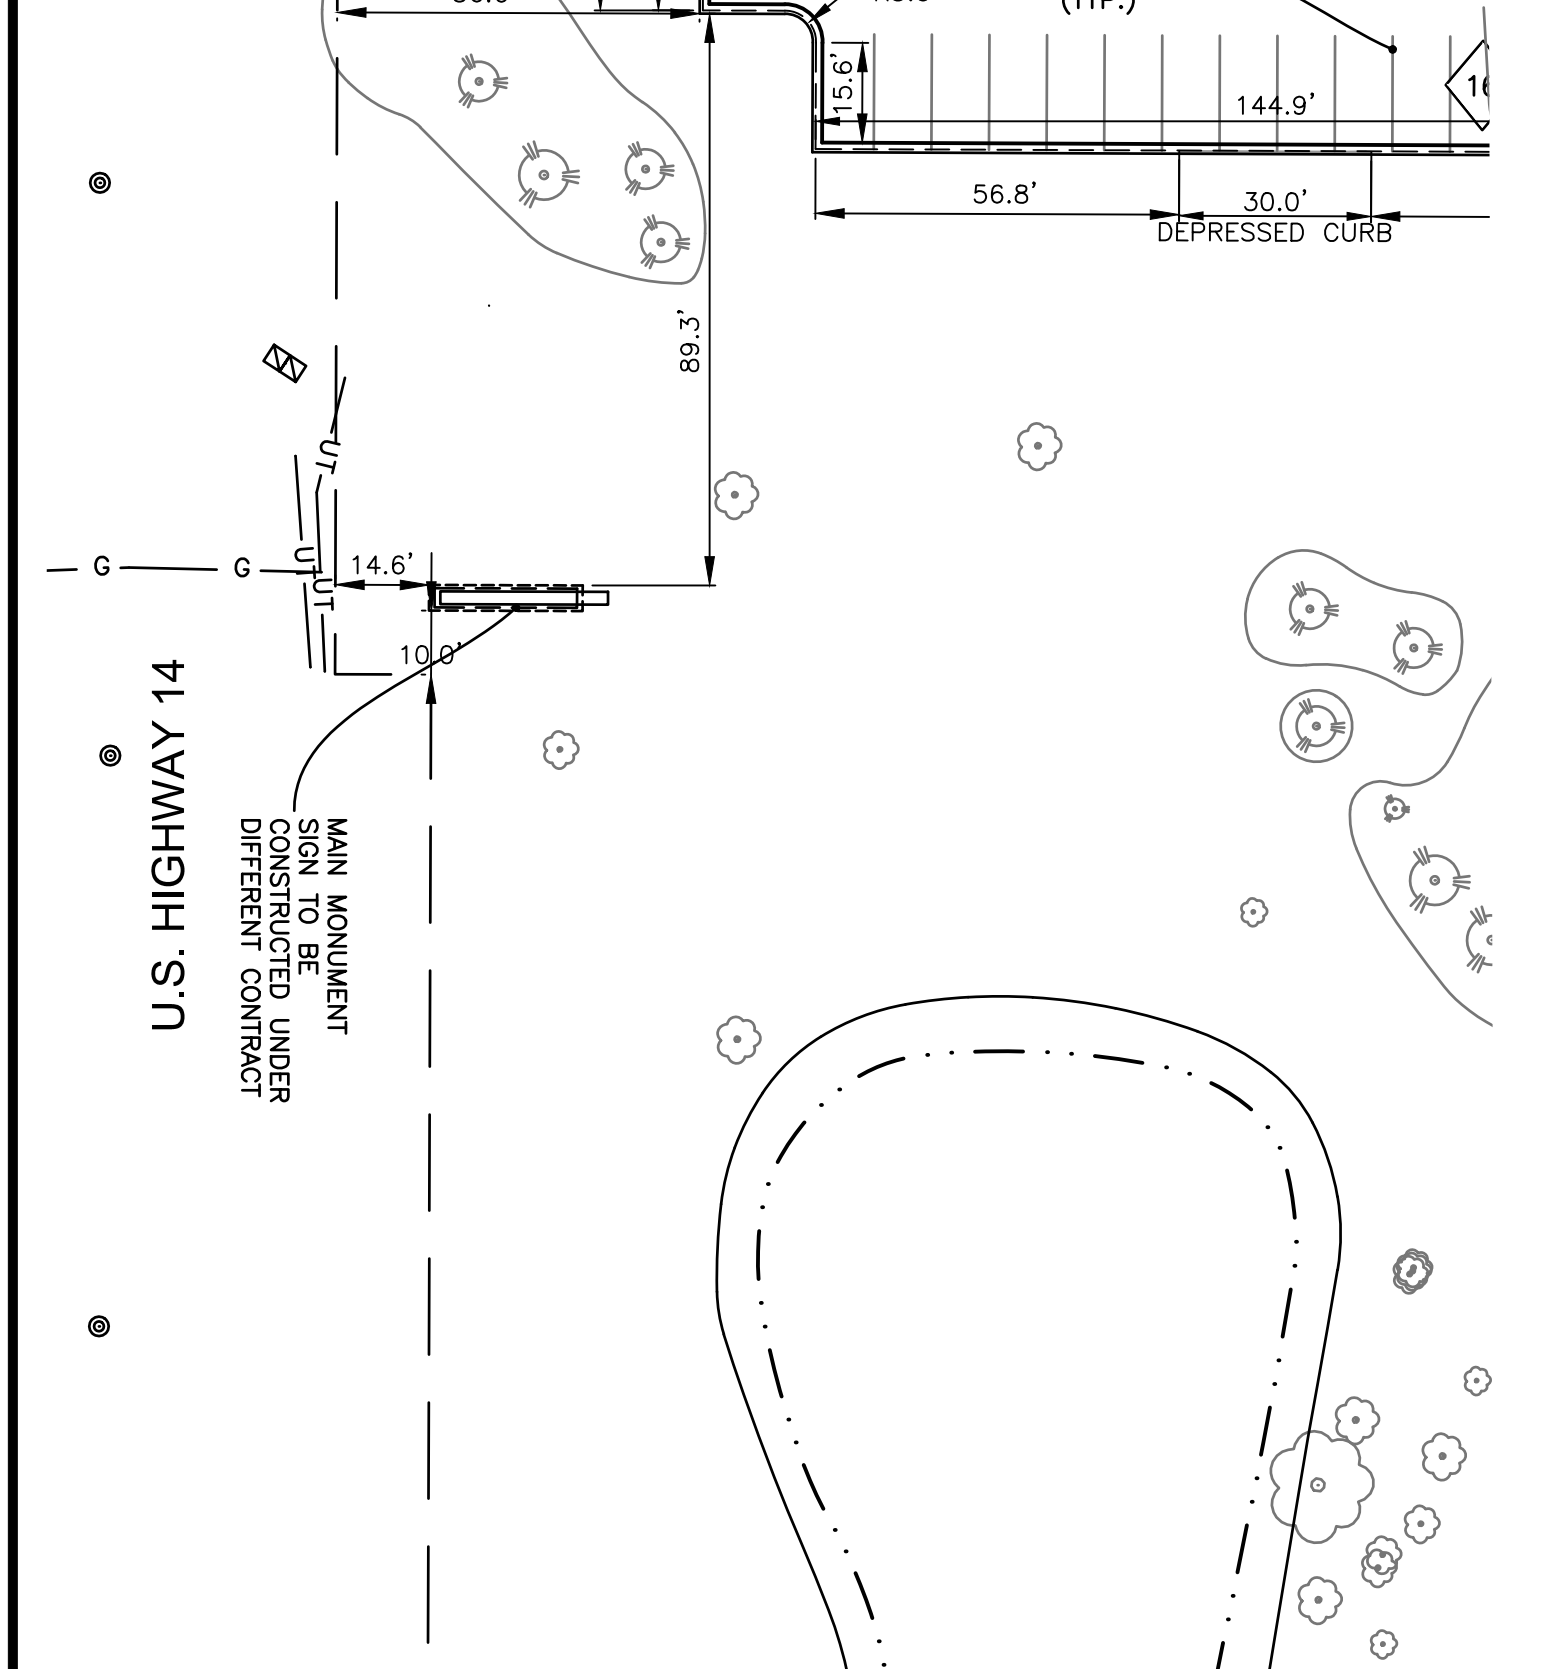 (TYP.)
15.6’
144.9’
56.8’
30.0’
DEPRESSED CURB
89.3’
UT
G
G
UT
UT
14.6’
10.0’
U.S. HIGHWAY 14
MAIN MONUMENT
SIGN TO BE
CONSTRUCTED UNDER
DIFFERENT CONTRACT